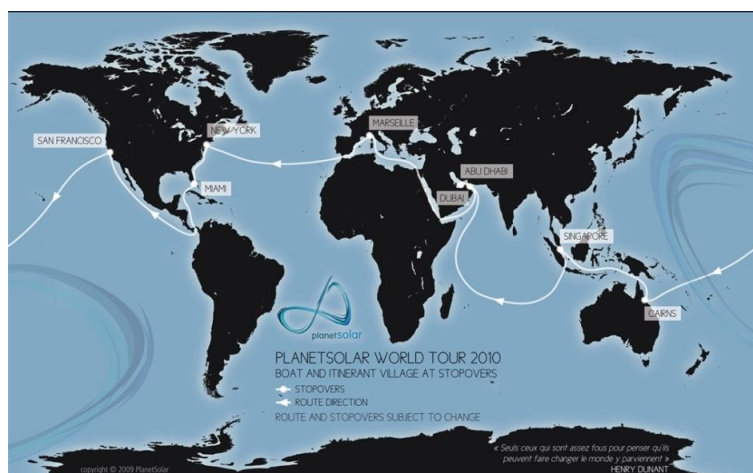 NEW-YORK
MARSEILLE
SAN FRANCISCO
ABU DHABI
MIAMI
DUBAI
SINGAPORE
CAIRNS
planetsolar
PLANETSOLAR WORLD TOUR 2010
BOAT AND ITINERANT VILLAGE AT STOPOVERS
STOPOVERS
ROUTE DIRECTION
ROUTE AND STOPOVERS SUBJECT TO CHANGE
« Seuls ceux qui sont assez fous pour penser qu'ils
peuvent faire changer le monde y parviennent »
HENRY DUNANT
copyright © 2009 PlanetSolar